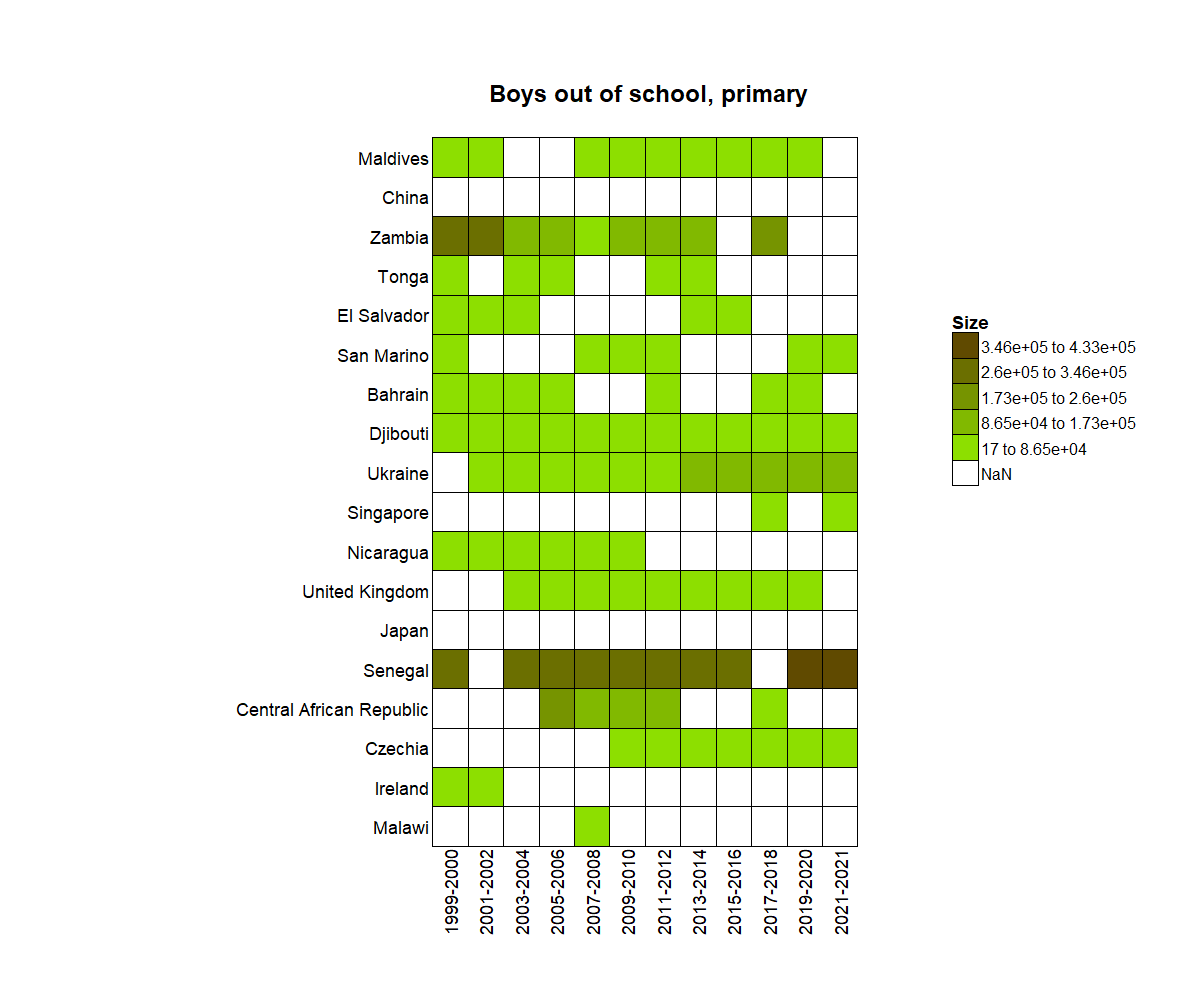 Boys out of school, primary
Maldives
China
Zambia
Tonga
El Salvador
San Marino
Bahrain
Djibouti
Ukraine
Singapore
Nicaragua
United Kingdom
Japan
Senegal
Central African Republic
Czechia
Ireland
Malawi
1999-2000
2001-2002
2003-2004
2005-2006
2007-2008
2009-2010
2011-2012
2013-2014
2015-2016
2017-2018
2019-2020
2021-2021
Size
3.46e+05 to 4.33e+05
2.6e+05 to 3.46e+05
1.73e+05 to 2.6e+05
8.65e+04 to 1.73e+05
17 to 8.65e+04
NaN